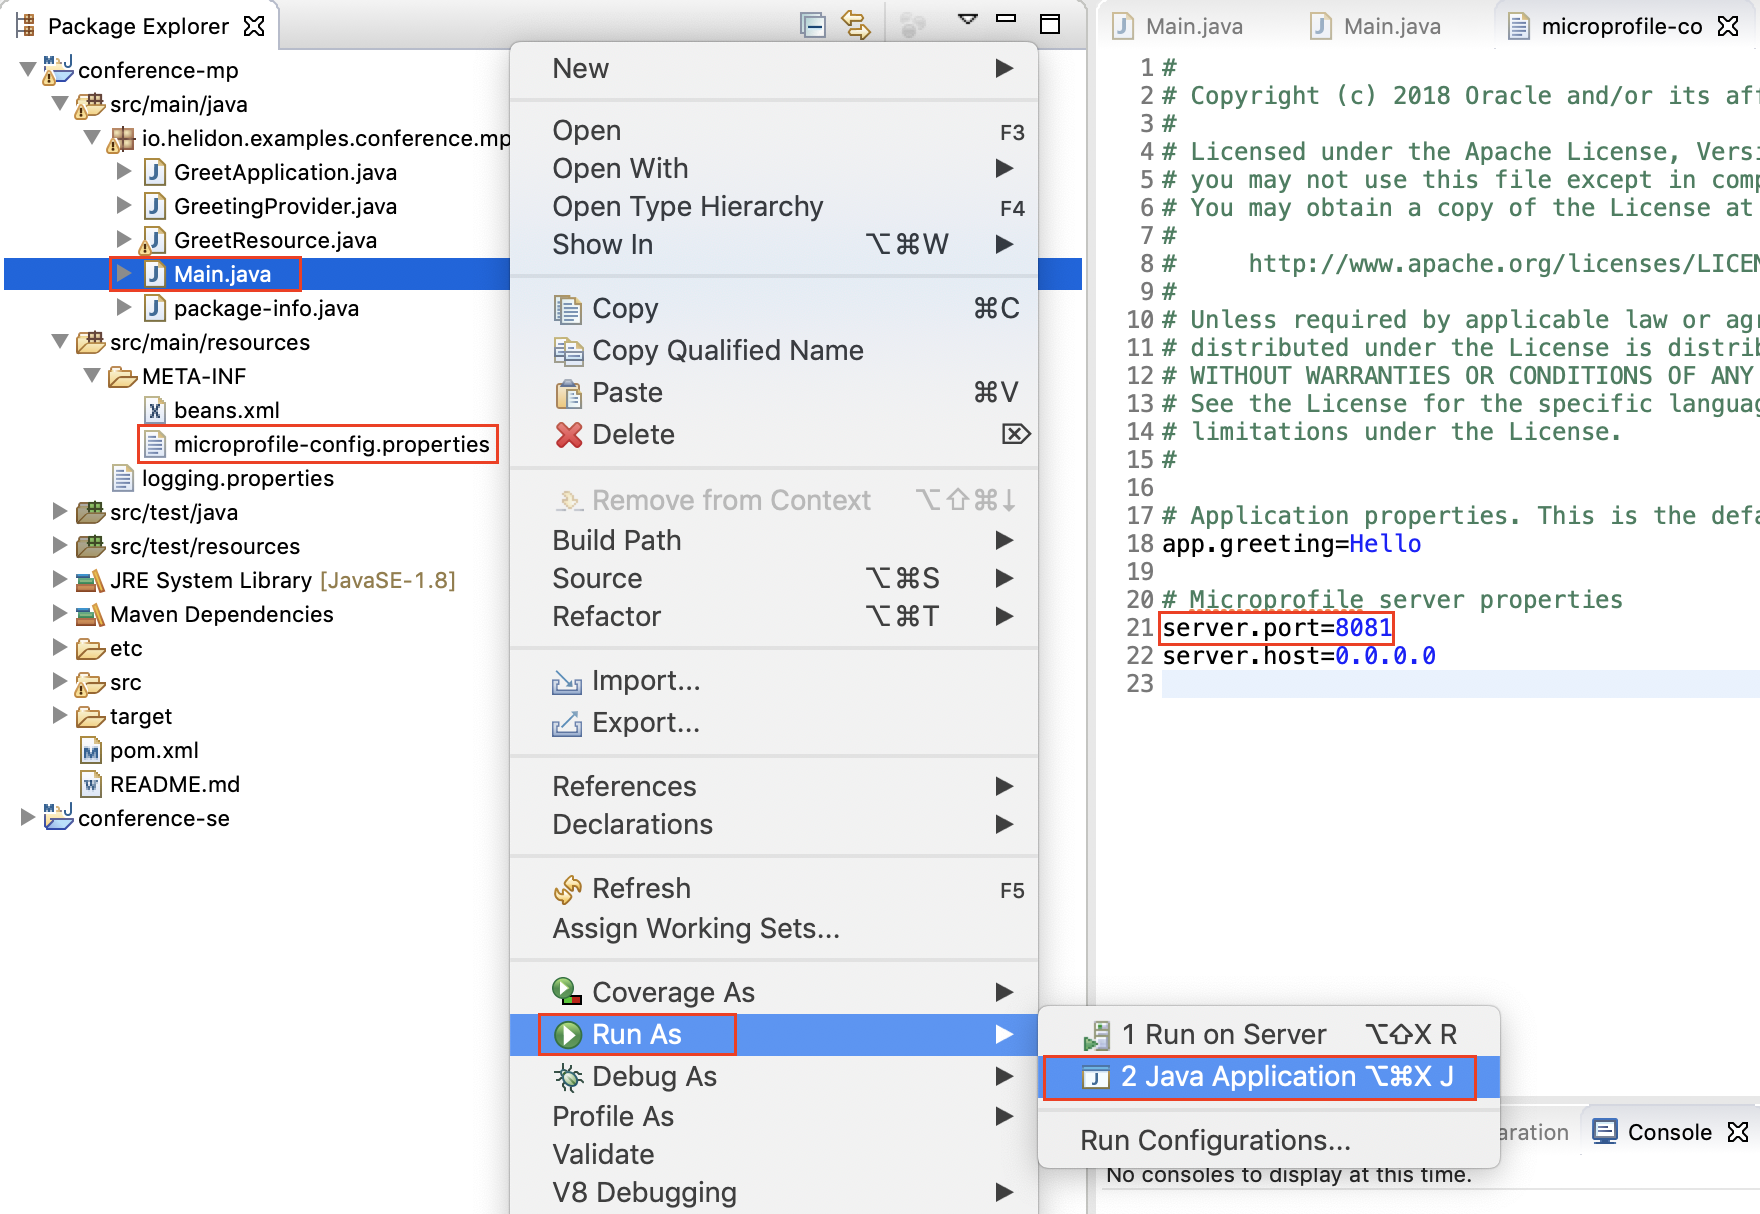 Package Explorer
conference-mp
src/main/java
io.helidon.examples.conference.mp
GreetApplication.java
GreetingProvider.java
GreetResource.java
Main.java
package-info.java
src/main/resources
META-INF
beans.xml
microprofile-config.properties
logging.properties
src/test/java
src/test/resources
JRE System Library [JavaSE-1.8]
Maven Dependencies
etc
src
target
pom.xml
README.md
conference-se
New
Open F3
Open With
Open Type Hierarchy F4
Show In ⌥⌘W
Copy ⌘C
Copy Qualified Name
Paste ⌘V
Delete ⌦
Remove from Context ⌥⇧⌘↓
Build Path
Source ⌥⌘S
Refactor ⌥⌘T
Import...
Export...
References
Declarations
Refresh F5
Assign Working Sets...
Coverage As
Run As
Debug As
Profile As
Validate
V8 Debugging
1 Run on Server ⌥⇧X R
2 Java Application ⌥⌘X J
Run Configurations...
Main.java
Main.java
microprofile-co
1 #
2 # Copyright (c) 2018 Oracle and/or its aff
3 #
4 # Licensed under the Apache License, Versi
5 # you may not use this file except in comp
6 # You may obtain a copy of the License at
7 #
8 # http://www.apache.org/licenses/LICEN
9 #
10 # Unless required by applicable law or agr
11 # distributed under the License is distrib
12 # WITHOUT WARRANTIES OR CONDITIONS OF ANY
13 # See the License for the specific languag
14 # limitations under the License.
15 #
16
17 # Application properties. This is the defa
18 app.greeting=Hello
19
20 # Microprofile server properties
21 server.port=8081
22 server.host=0.0.0.0
23
aration
Console
No consoles to display at this time.